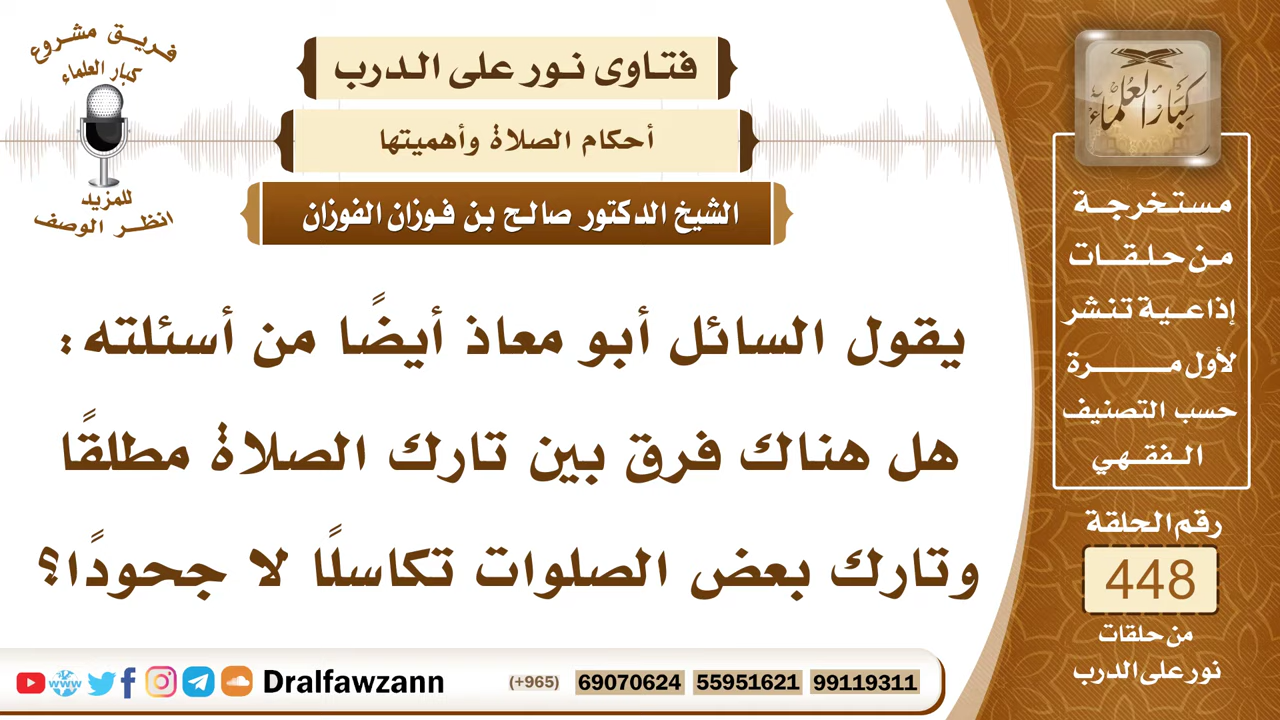 فريق مشروع
كبار العلماء
للمزيد
انظر الوصف
فتاوى نور على الدرب
أحكام الصلاة وأهميتها
الشيخ الدكتور صالح بن فوزان الفوزان
يقول السائل أبو معاذ أيضًا من أسئلته:
هل هناك فرق بين تارك الصلاة مطلقًا
وتارك بعض الصلوات تكاسلًا لا جحودًا؟
كبار العلماء
مستخرجة
من حلقات
إذاعية تنشر
لأول مرة
حسب التصنيف
الفقهي
رقم الحلقة
448
من حلقات
نور على الدرب
www
Dralfawzann (+965) 69070624 55951621 99119311